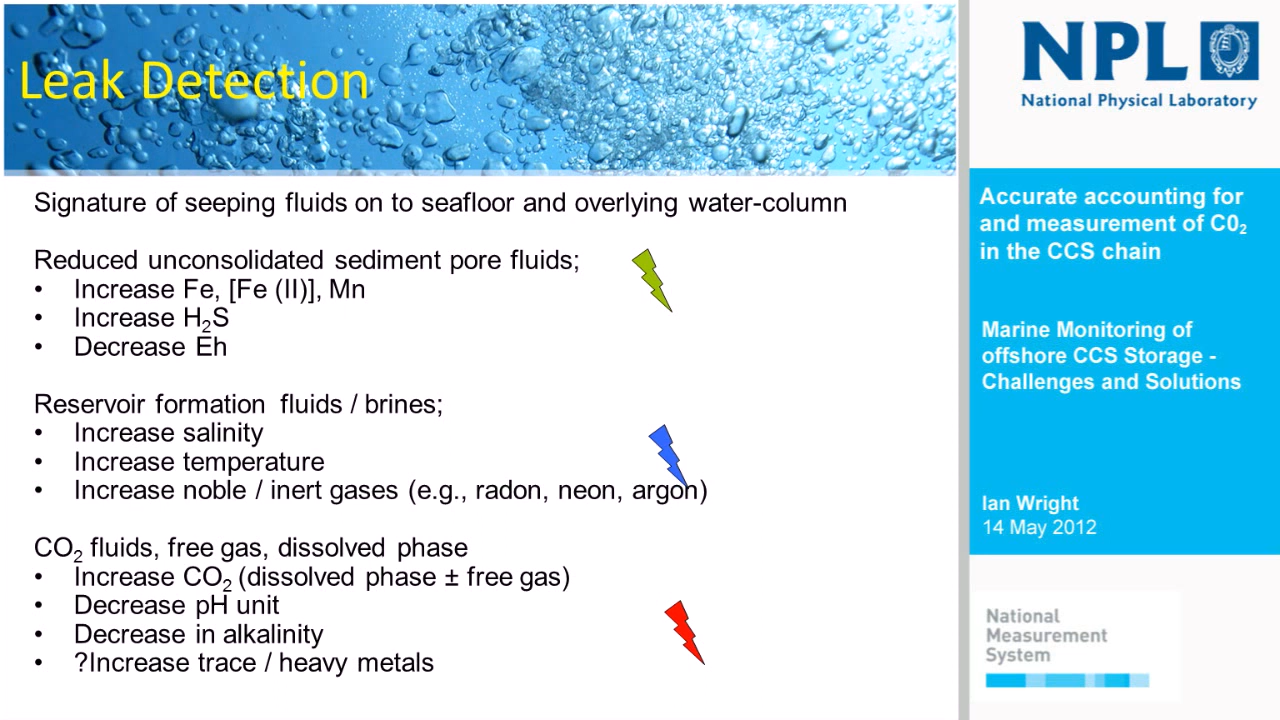 Leak Detection
Signature of seeping fluids on to seafloor and overlying water-column
Reduced unconsolidated sediment pore fluids;
• Increase Fe, [Fe (II)], Mn
• Increase H₂S
• Decrease Eh
Reservoir formation fluids / brines;
• Increase salinity
• Increase temperature
• Increase noble / inert gases (e.g., radon, neon, argon)
CO₂ fluids, free gas, dissolved phase
• Increase CO₂ (dissolved phase ± free gas)
• Decrease pH unit
• Decrease in alkalinity
• ?Increase trace / heavy metals
NPL
National Physical Laboratory
Accurate accounting for
and measurement of C0₂
in the CCS chain
Marine Monitoring of
offshore CCS Storage -
Challenges and Solutions
Ian Wright
14 May 2012
National
Measurement
System